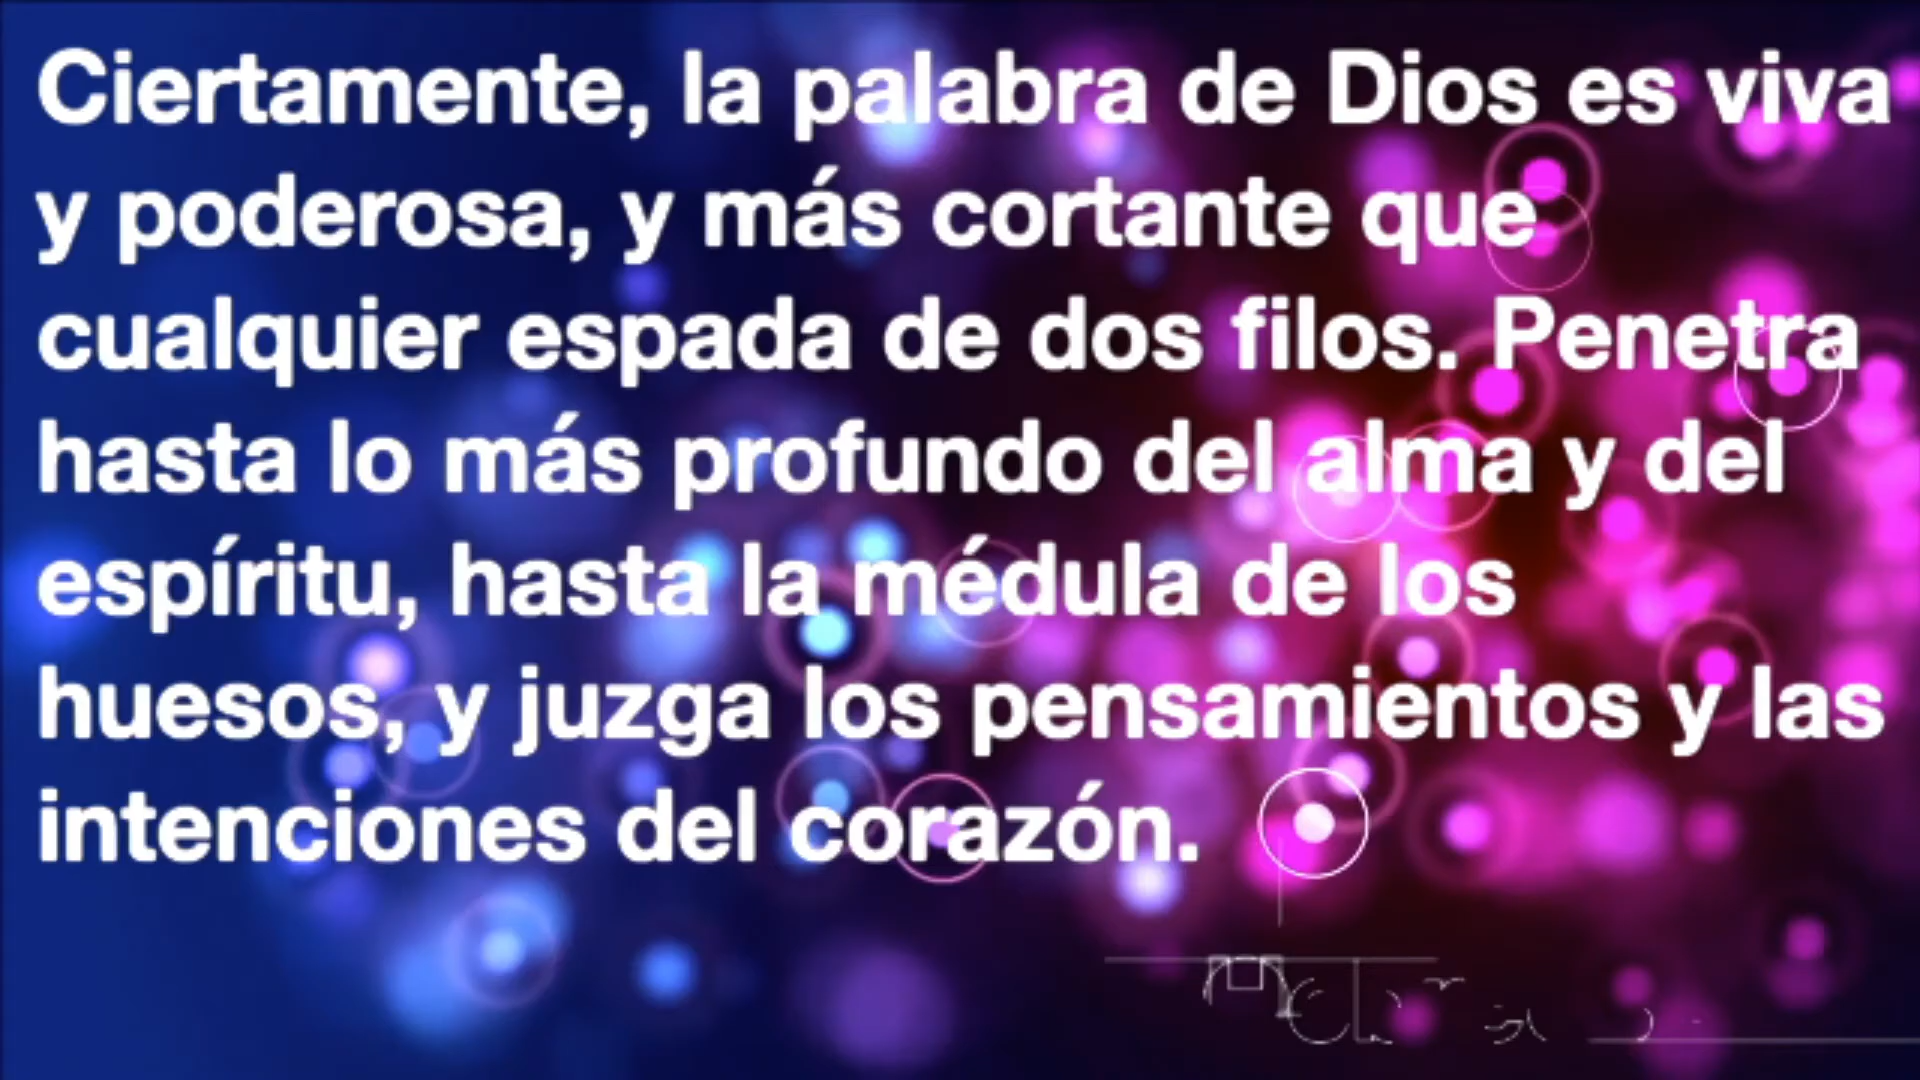 Ciertamente, la palabra de Dios es viva
y poderosa, y más cortante que
cualquier espada de dos filos. Penetra
hasta lo más profundo del alma y del
espíritu, hasta la médula de los
huesos, y juzga los pensamientos y las
intenciones del corazón.